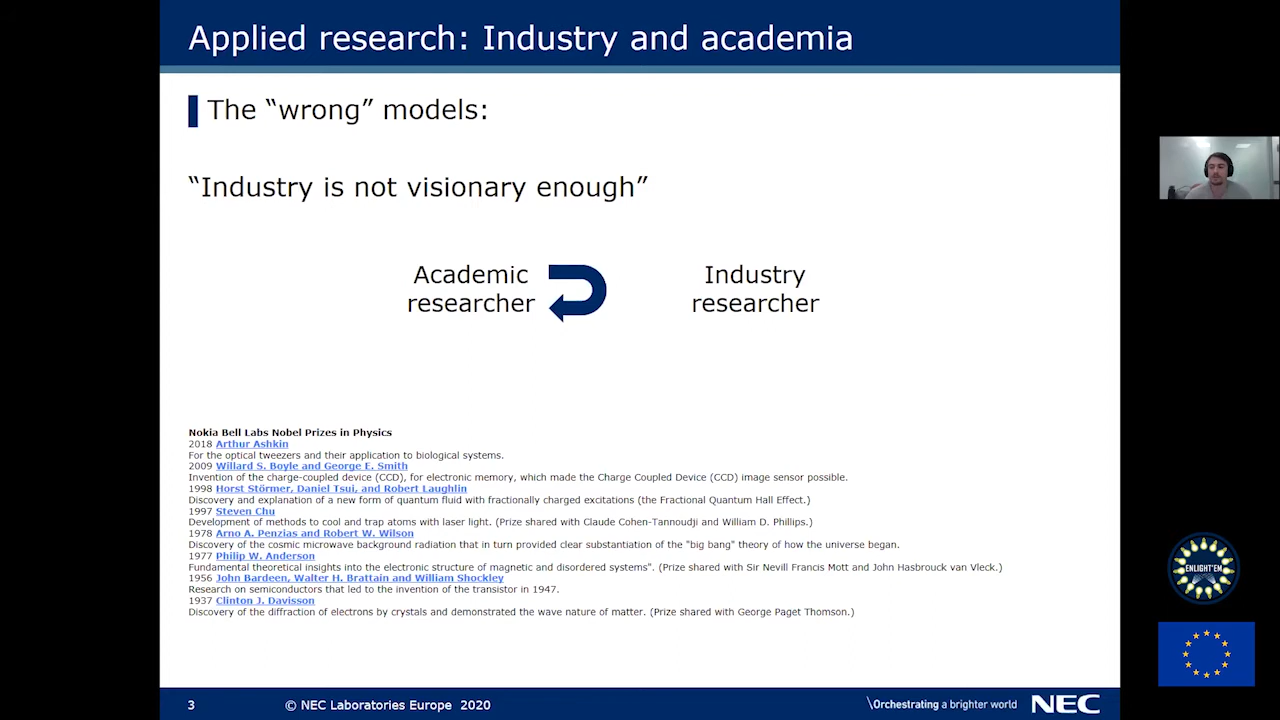 Applied research: Industry and academia
The “wrong” models:
“Industry is not visionary enough”
Academic
researcher
Industry
researcher
Nokia Bell Labs Nobel Prizes in Physics
2018 Arthur Ashkin
For the optical tweezers and their application to biological systems.
2009 Willard S. Boyle and George E. Smith
Invention of the charge-coupled device (CCD), for electronic memory, which made the Charge Coupled Device (CCD) image sensor possible.
1998 Horst Störmer, Daniel Tsui, and Robert Laughlin
Discovery and explanation of a new form of quantum fluid with fractionally charged excitations (the Fractional Quantum Hall Effect.)
1997 Steven Chu
Development of methods to cool and trap atoms with laser light. (Prize shared with Claude Cohen-Tannoudji and William D. Phillips.)
1978 Arno A. Penzias and Robert W. Wilson
Discovery of the cosmic microwave background radiation that in turn provided clear substantiation of the "big bang" theory of how the universe began.
1977 Philip W. Anderson
Fundamental theoretical insights into the electronic structure of magnetic and disordered systems". (Prize shared with Sir Nevill Francis Mott and John Hasbrouck van Vleck.)
1956 John Bardeen, Walter H. Brattain and William Shockley
Research on semiconductors that led to the invention of the transistor in 1947.
1937 Clinton J. Davisson
Discovery of the diffraction of electrons by crystals and demonstrated the wave nature of matter. (Prize shared with George Paget Thomson.)
ENLIGHT'EM
3
© NEC Laboratories Europe 2020
\Orchestrating a brighter world
NEC